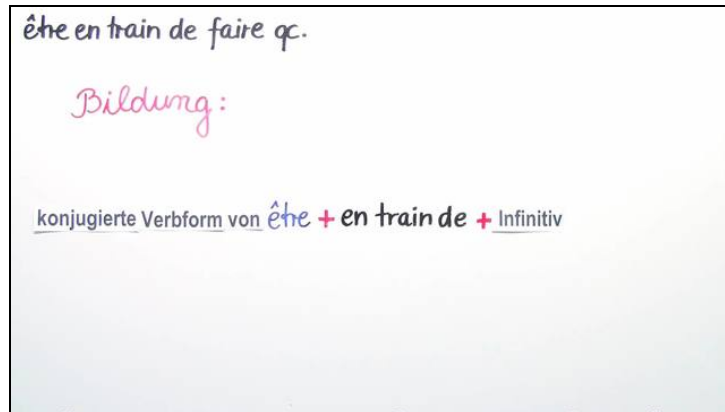 être en train de faire qc.
Bildung:
konjugierte Verbform von être + en train de + Infinitiv